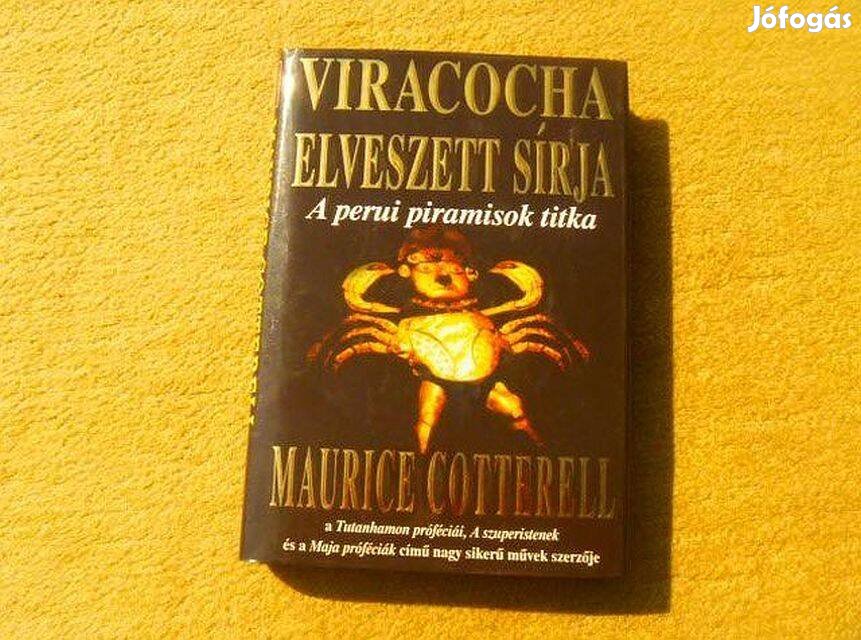 Jófogás
VIRACOCHA
ELVESZETT SÍRJA
A perui piramisok titka
MAURICE COTTERELL
a Tutanhamon próféciái, A szuperistenek
és a Maja próféciák című nagy sikerű művek szerzője